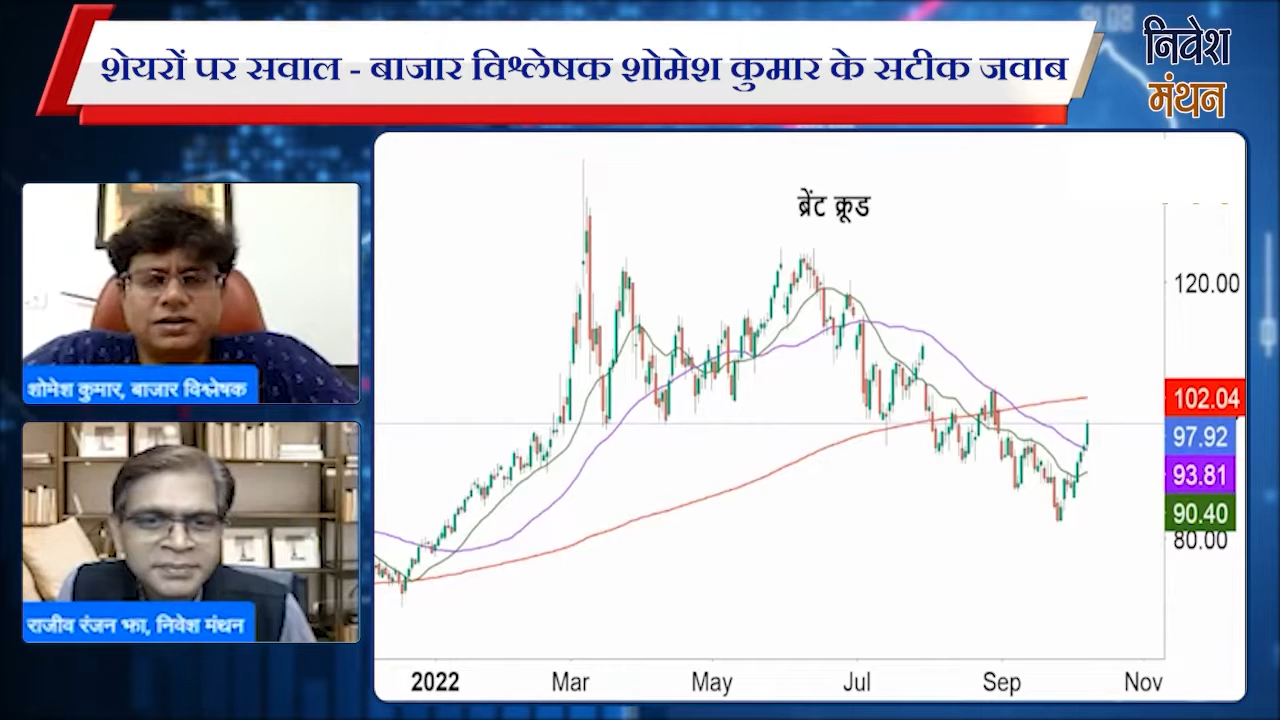 शेयरों पर सवाल - बाजार विश्लेषक शोमेश कुमार के सटीक जवाब
निवेश
मंथन
ब्रेंट क्रूड
120.00
102.04
97.92
93.81
90.40
80.00
2022 Mar May Jul Sep Nov
शोमेश कुमार, बाजार विश्लेषक
राजीव रंजन झा, निवेश मंथन